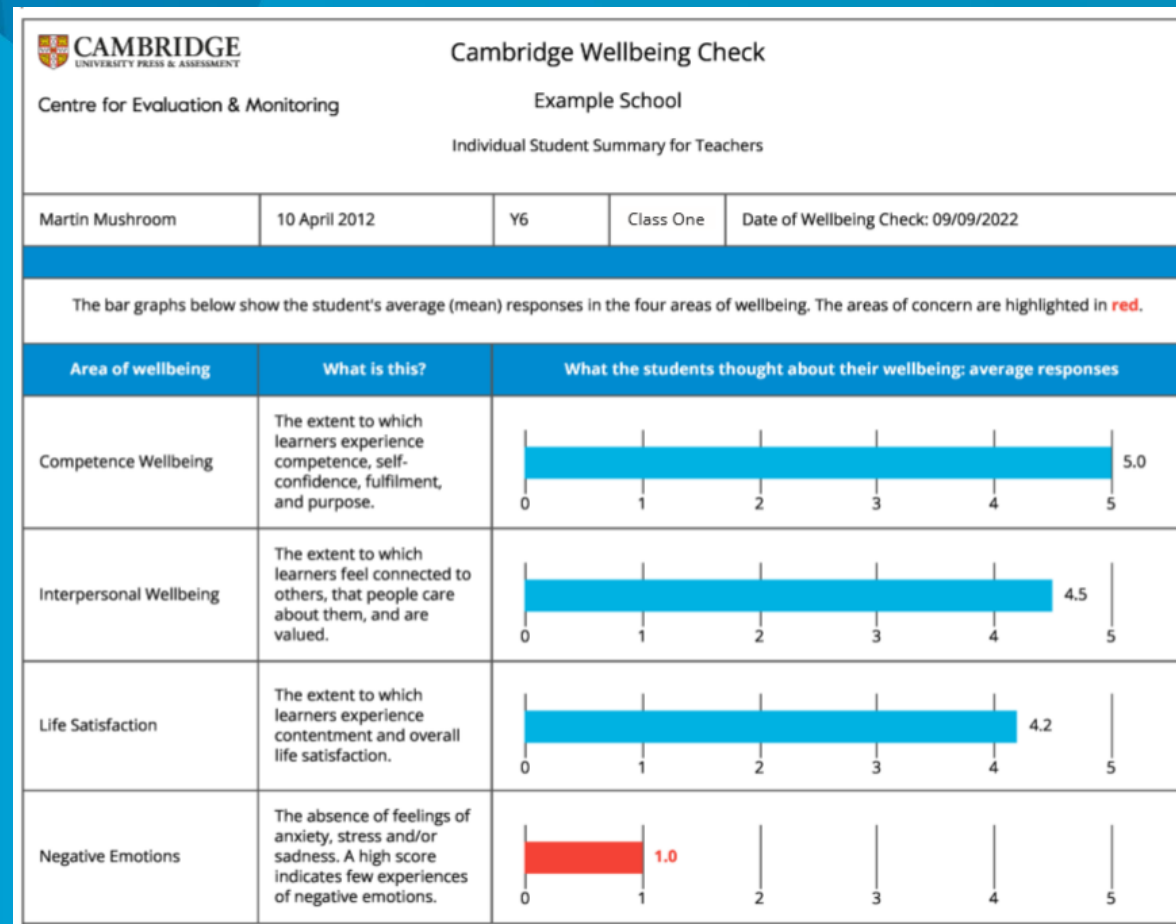 CAMBRIDGE
UNIVERSITY PRESS & ASSESSMENT
Cambridge Wellbeing Check
Centre for Evaluation & Monitoring
Example School
Individual Student Summary for Teachers
Martin Mushroom 10 April 2012 Y6 Class One Date of Wellbeing Check: 09/09/2022
The bar graphs below show the student's average (mean) responses in the four areas of wellbeing. The areas of concern are highlighted in red.
Area of wellbeing What is this? What the students thought about their wellbeing: average responses
Competence Wellbeing
The extent to which
learners experience
competence, self-
confidence, fulfilment,
and purpose.
5.0
0 1 2 3 4 5
Interpersonal Wellbeing
The extent to which
learners feel connected to
others, that people care
about them, and are
valued.
4.5
0 1 2 3 4 5
Life Satisfaction
The extent to which
learners experience
contentment and overall
life satisfaction.
4.2
0 1 2 3 4 5
Negative Emotions
The absence of feelings of
anxiety, stress and/or
sadness. A high score
indicates few experiences
of negative emotions.
1.0
0 1 2 3 4 5